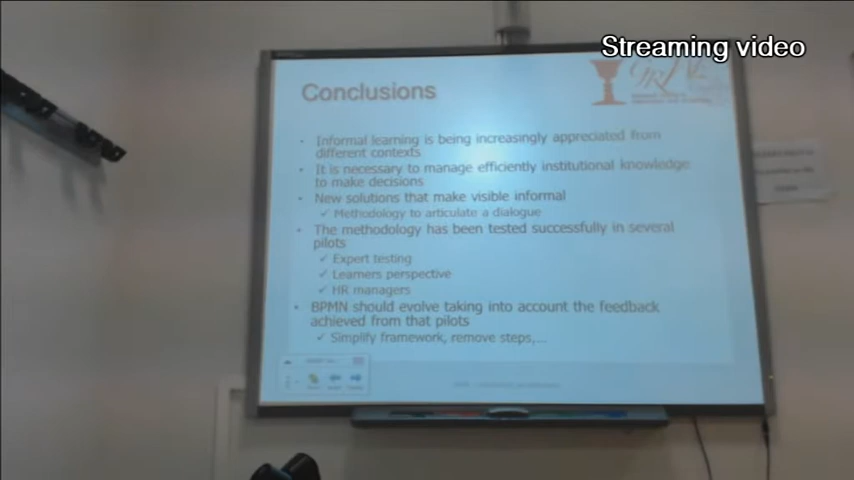 Streaming video
Conclusions
• Informal learning is being increasingly appreciated from
different contexts
• It is necessary to manage efficiently institutional knowledge
to make decisions
• New solutions that make visible informal
✓ Methodology to articulate a dialogue
• The methodology has been tested successfully in several
pilots
✓ Expert testing
✓ Learners perspective
✓ HR managers
• BPMN should evolve taking into account the feedback
achieved from that pilots
✓ Simplify framework, remove steps,...